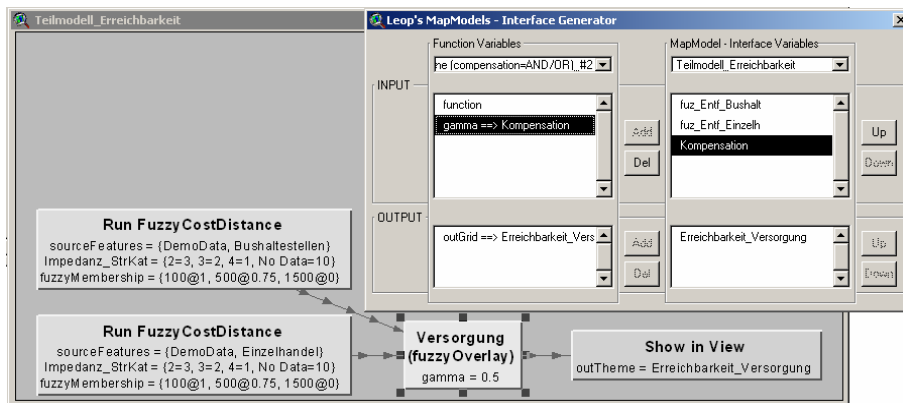 Teilmodell_Erreichbarkeit
Leop's MapModels - Interface Generator
Function Variables
MapModel - Interface Variables
ne (compensation=AND/OR)_#2
Teilmodell_Erreichbarkeit
INPUT
function
gamma ==> Kompensation
Add
Del
fuz_Entf_Bushalt
fuz_Entf_Einzelh
Kompensation
Up
Down
OUTPUT
outGrid ==> Erreichbarkeit_Vers
Add
Del
Erreichbarkeit_Versorgung
Up
Down
Run FuzzyCostDistance
sourceFeatures = {DemoData, Bushaltestellen}
Impedanz_StrKat = {2=3, 3=2, 4=1, No Data=10}
fuzzyMembership = {100@1, 500@0.75, 1500@0}
Run FuzzyCostDistance
sourceFeatures = {DemoData, Einzelhandel}
Impedanz_StrKat = {2=3, 3=2, 4=1, No Data=10}
fuzzyMembership = {100@1, 500@0.75, 1500@0}
Versorgung
(fuzzyOverlay)
gamma = 0.5
Show in View
outTheme = Erreichbarkeit_Versorgung